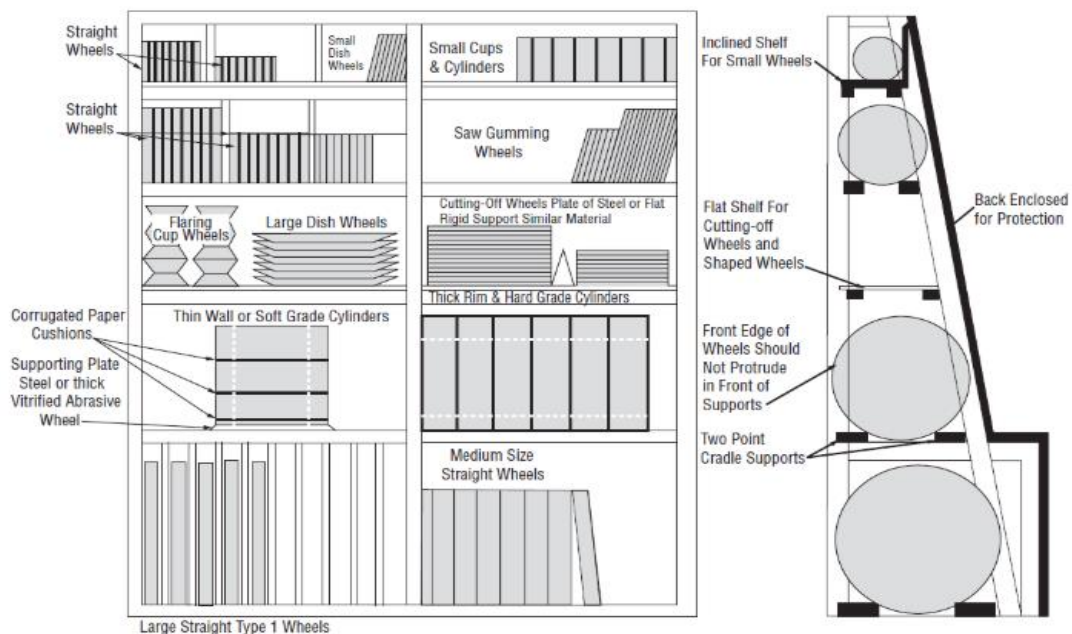 Straight
Wheels
Small
Dish
Wheels
Small Cups
& Cylinders
Straight
Wheels
Saw Gumming
Wheels
Flaring
Cup Wheels
Large Dish Wheels
Cutting-Off Wheels Plate of Steel or Flat
Rigid Support Similar Material
Corrugated Paper
Cushions
Supporting Plate
Steel or thick
Vitrified Abrasive
Wheel
Thin Wall or Soft Grade Cylinders
Thick Rim & Hard Grade Cylinders
Medium Size
Straight Wheels
Large Straight Type 1 Wheels
Inclined Shelf
For Small Wheels
Back Enclosed
for Protection
Flat Shelf For
Cutting-off
Wheels and
Shaped Wheels
Front Edge of
Wheels Should
Not Protrude
in Front of
Supports
Two Point
Cradle Supports